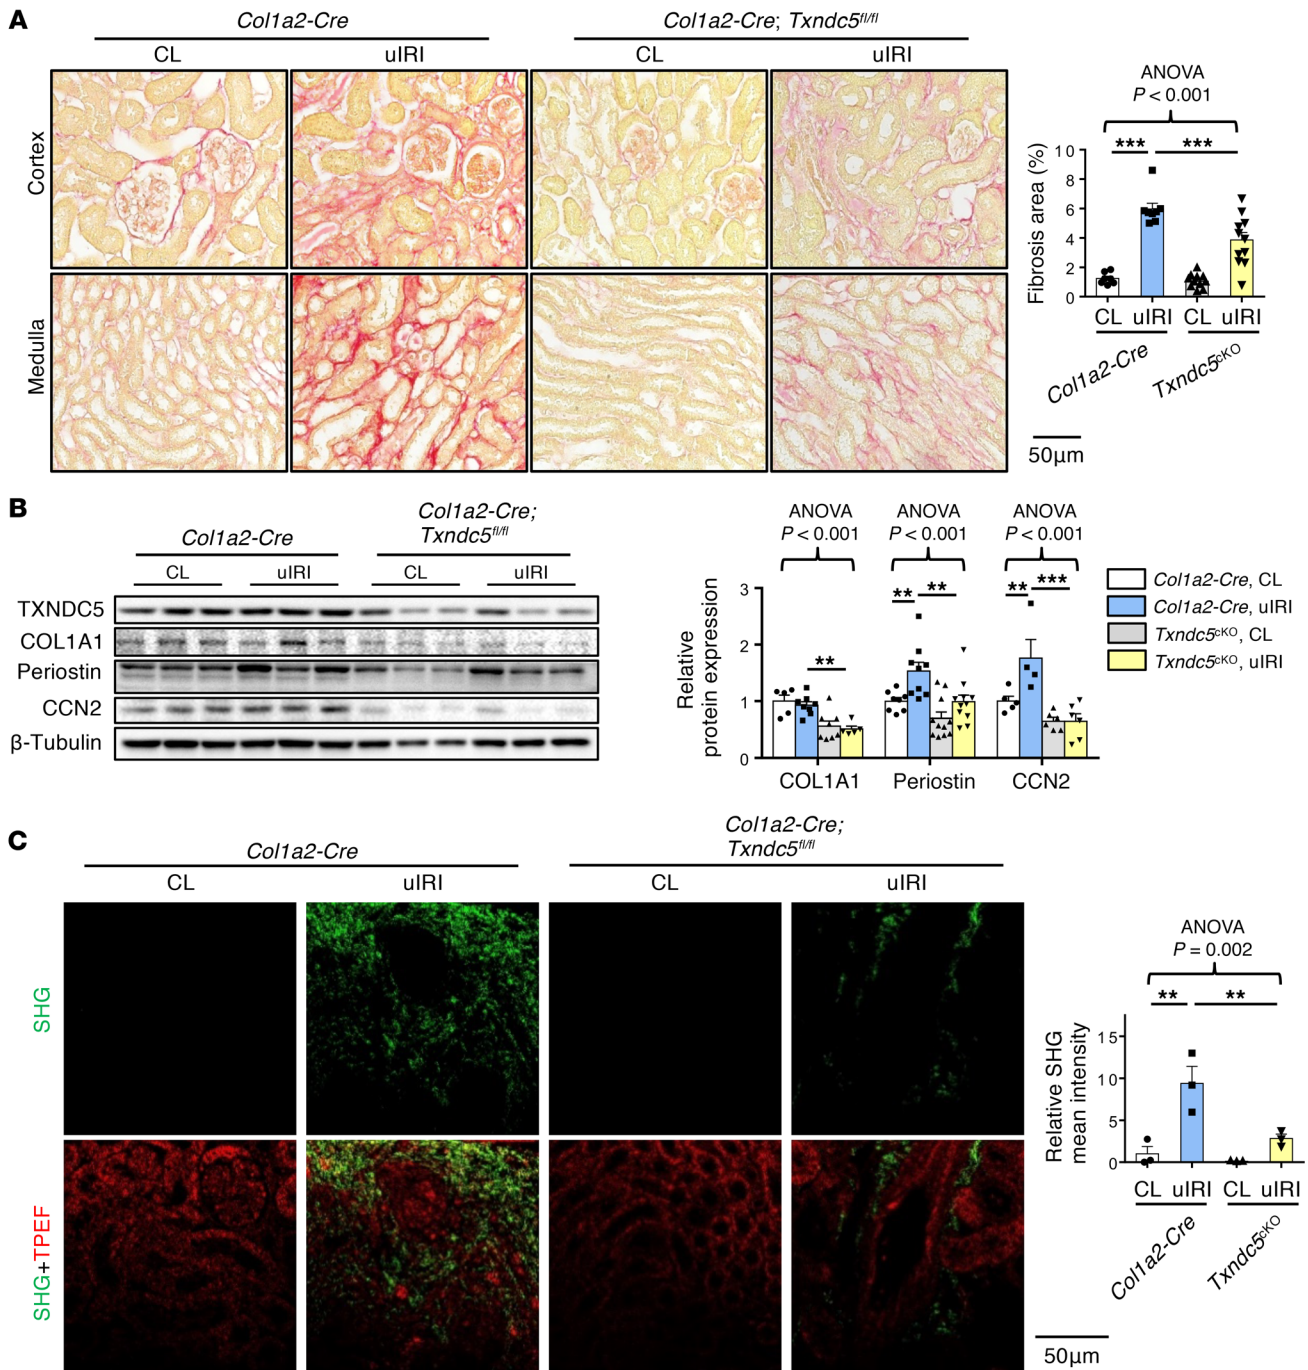 A
Col1a2-Cre
Col1a2-Cre; Txndc5fl/fl
CL
uIRI
CL
uIRI
Cortex
Medulla
ANOVA
P < 0.001
***
***
Fibrosis area (%)
10
8
6
4
2
0
CL uIRI CL uIRI
Col1a2-Cre
Txndc5cKO
50μm
B
Col1a2-Cre
Col1a2-Cre;
Txndc5fl/fl
CL
uIRI
CL
uIRI
TXNDC5
COL1A1
Periostin
CCN2
β-Tubulin
ANOVA
P < 0.001
ANOVA
P < 0.001
ANOVA
P < 0.001
**
**
**
**
***
Relative
protein expression
3
2
1
0
COL1A1
Periostin
CCN2
Col1a2-Cre, CL
Col1a2-Cre, uIRI
Txndc5cKO, CL
Txndc5cKO, uIRI
C
Col1a2-Cre
Col1a2-Cre;
Txndc5fl/fl
CL
uIRI
CL
uIRI
SHG
SHG+TPEF
ANOVA
P = 0.002
**
**
Relative SHG
mean intensity
15
10
5
0
CL uIRI CL uIRI
Col1a2-Cre
Txndc5cKO
50μm